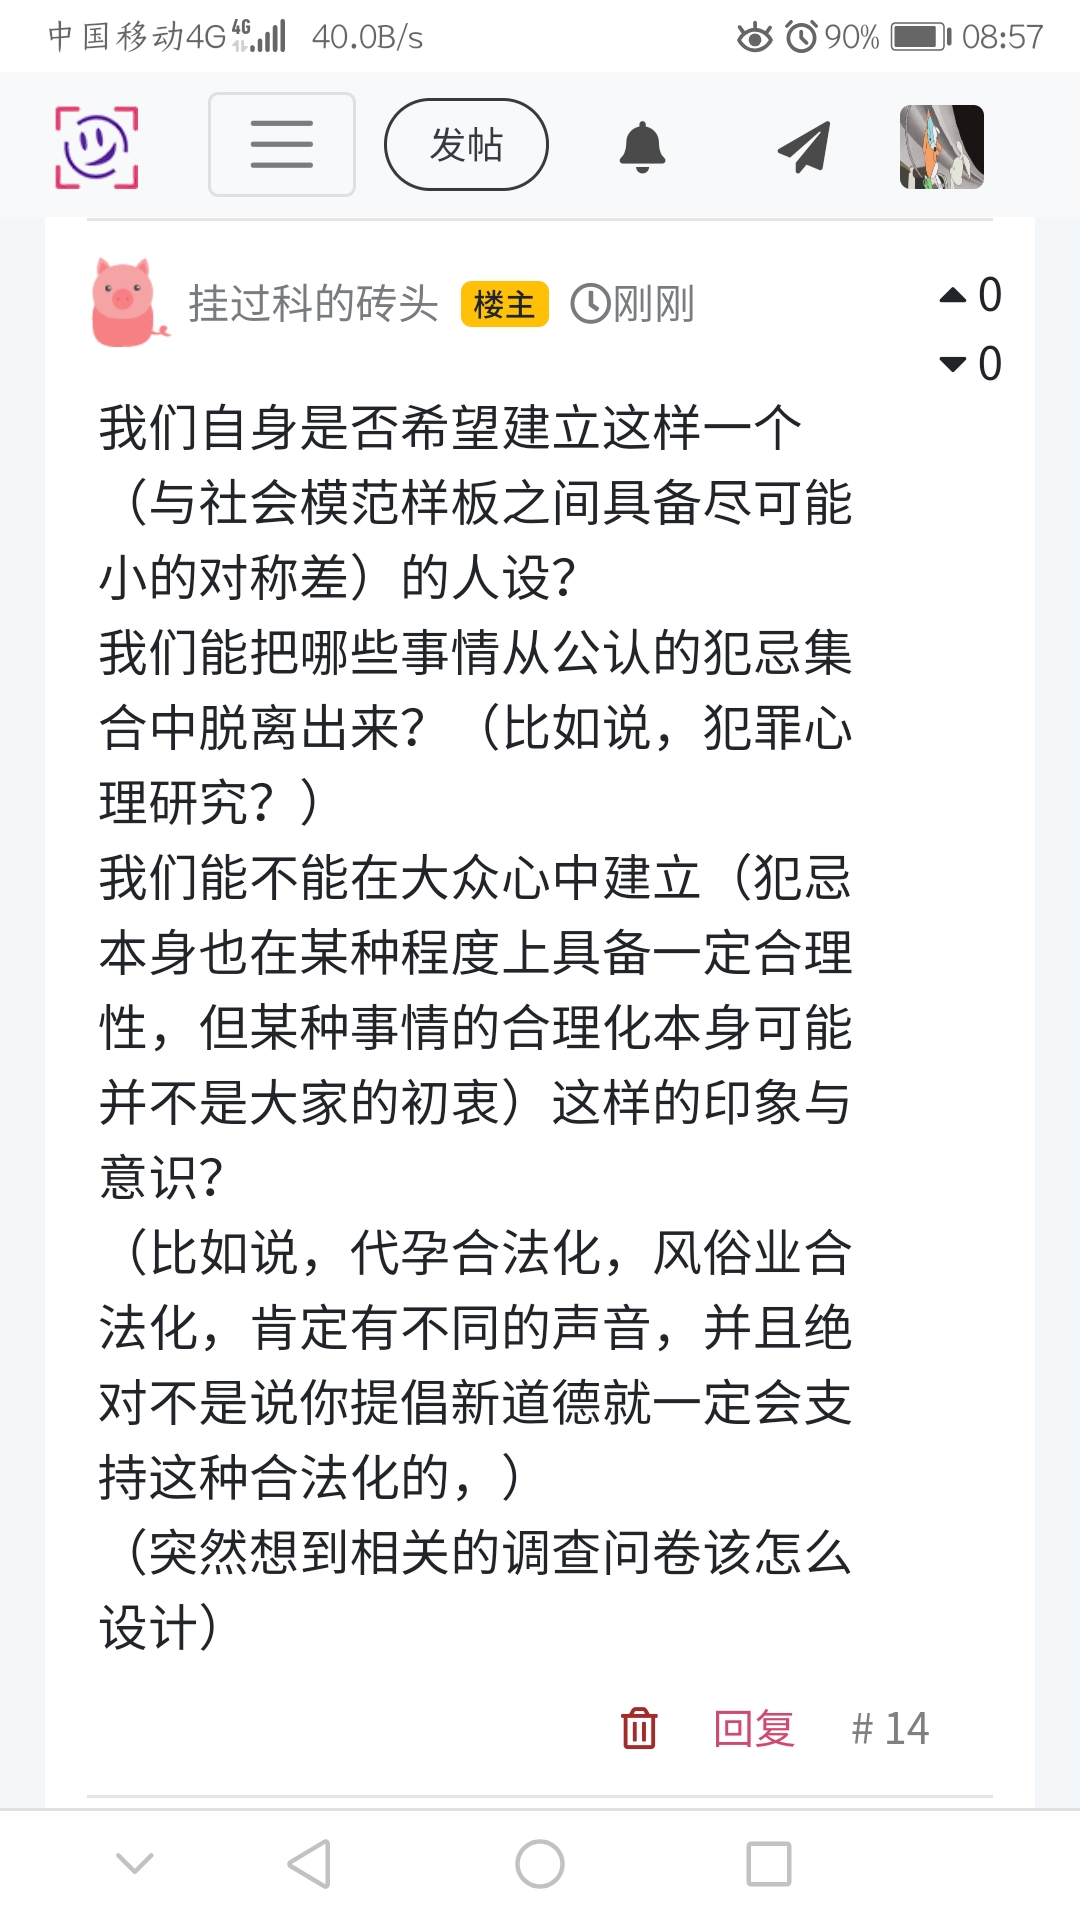 中国移动4G 4G 40.0B/s 90% 08:57
发帖
挂过科的砖头 楼主 刚刚 0
0
我们自身是否希望建立这样一个
（与社会模范样板之间具备尽可能
小的对称差）的人设？
我们能把哪些事情从公认的犯忌集
合中脱离出来？（比如说，犯罪心
理研究？）
我们能不能在大众心中建立（犯忌
本身也在某种程度上具备一定合理
性，但某种事情的合理化本身可能
并不是大家的初衷）这样的印象与
意识？
（比如说，代孕合法化，风俗业合
法化，肯定有不同的声音，并且绝
对不是说你提倡新道德就一定会支
持这种合法化的，）
（突然想到相关的调查问卷该怎么
设计）
回复 # 14